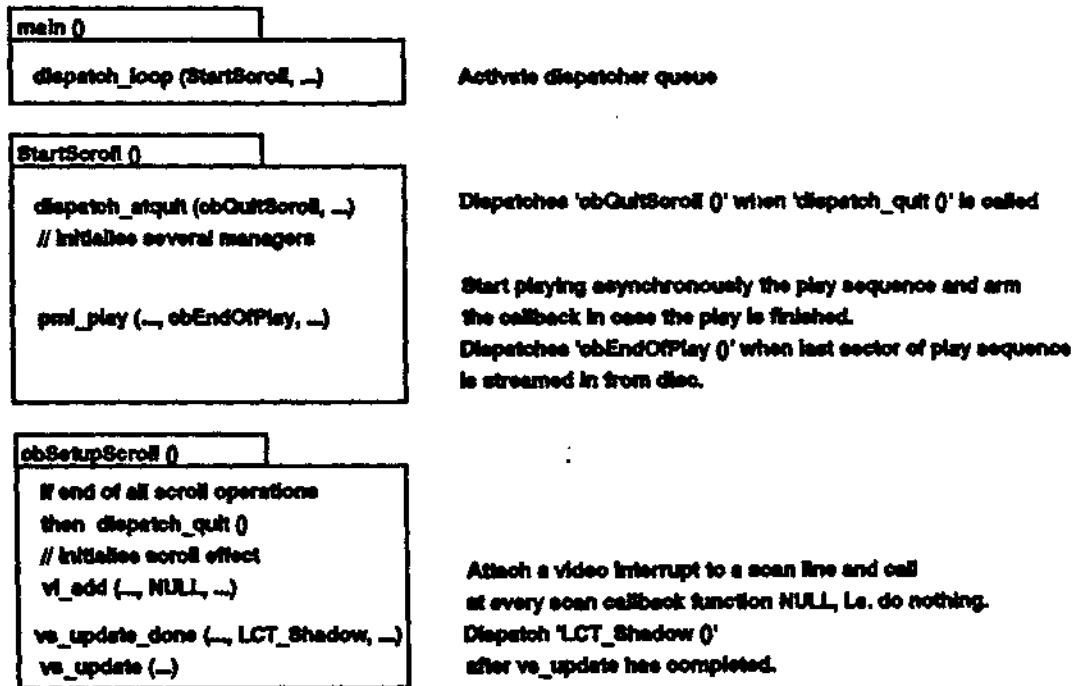 main ()
dispatch_loop (StartScroll, ...)
Activate dispatcher queue
StartScroll ()
dispatch_atquit (cbQuitScroll, ...)
Dispatches 'cbQuitScroll ()' when 'dispatch_quit ()' is called
// initialise several managers
Start playing asynchronously the play sequence and arm
pml_play (..., cbEndOfPlay, ...)
the callback in case the play is finished.
Dispatches 'cbEndOfPlay ()' when last sector of play sequence
is streamed in from disc.
cbSetupScroll ()
if end of all scroll operations
then dispatch_quit ()
// initialise scroll effect
Attach a video interrupt to a scan line and call
vi_add (..., NULL, ...)
at every scan callback function NULL, i.e. do nothing.
vs_update_done (..., LCT_Shadow, ...)
Dispatch 'LCT_Shadow ()'
vs_update (...)
after vs_update has completed.